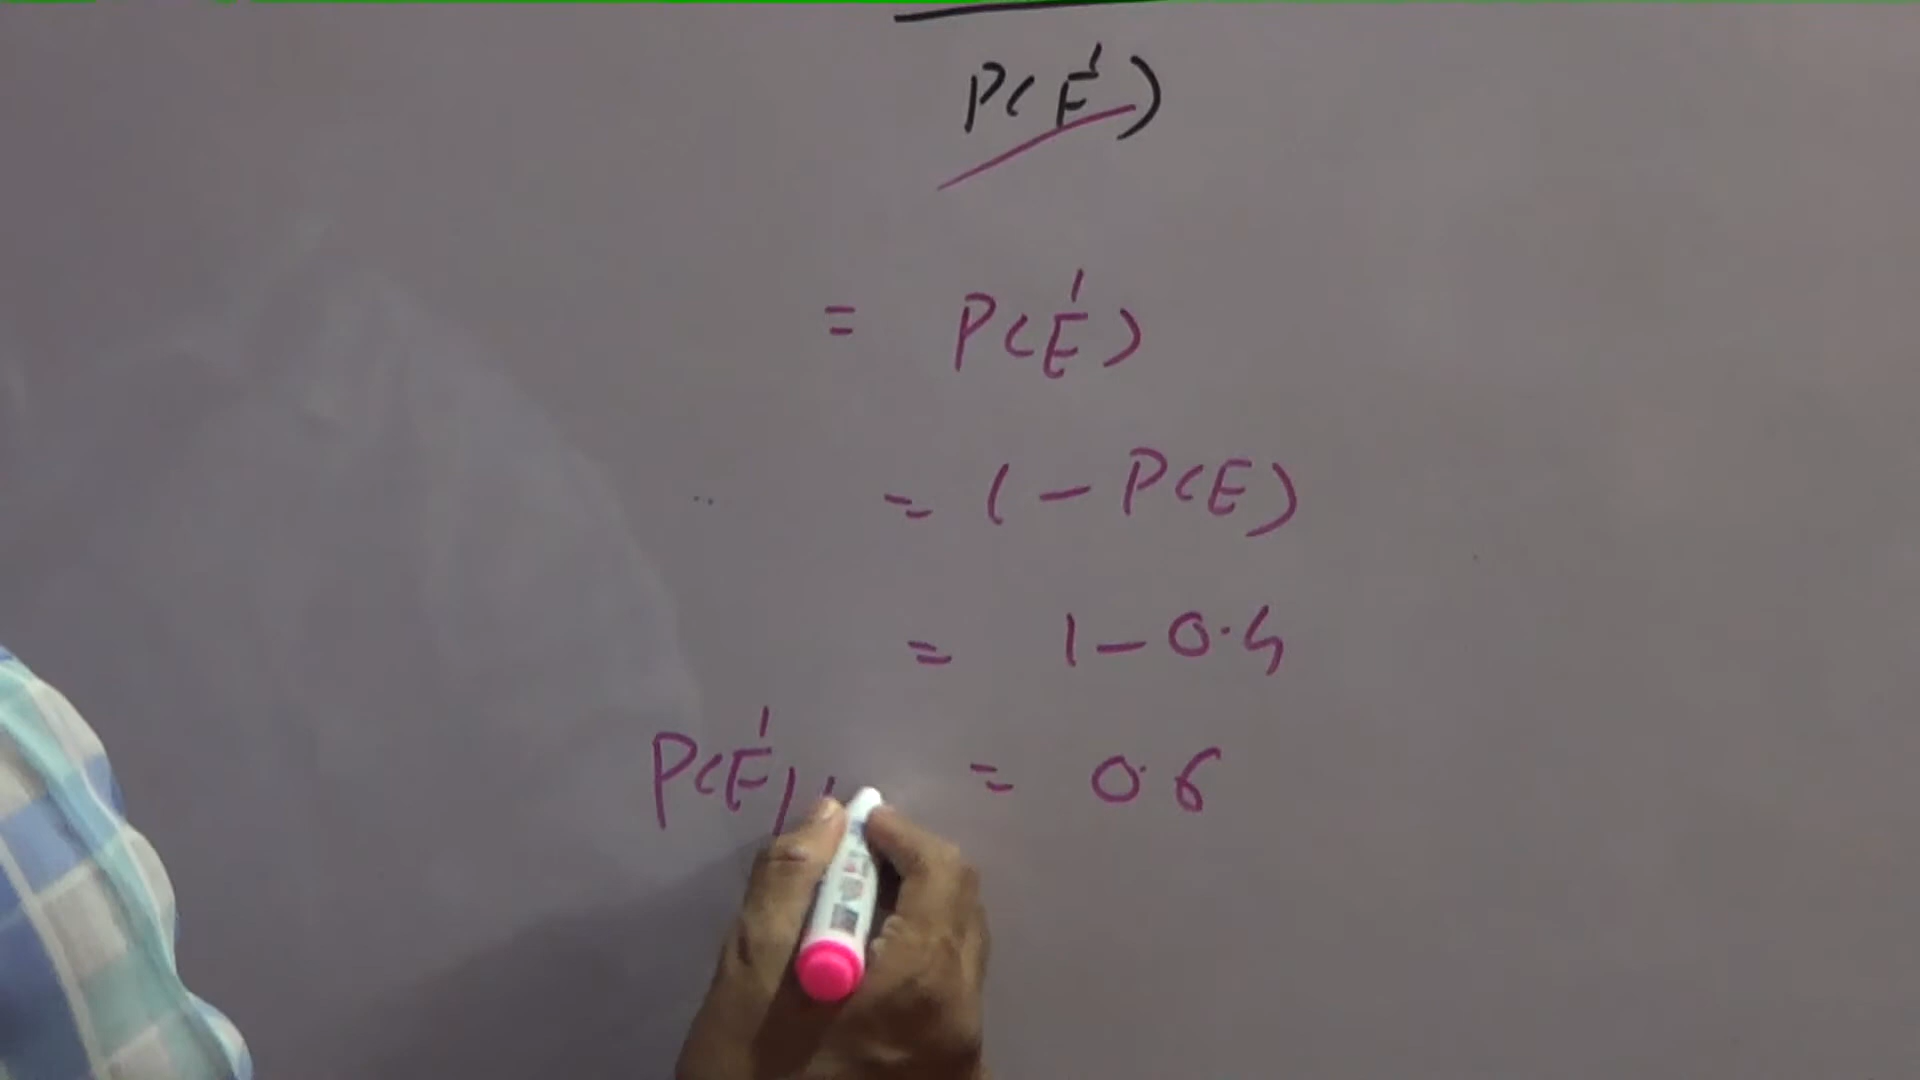 P(E')
= P(E')
= 1 - P(E)
= 1 - 0.4
P(E'/ = 0.6